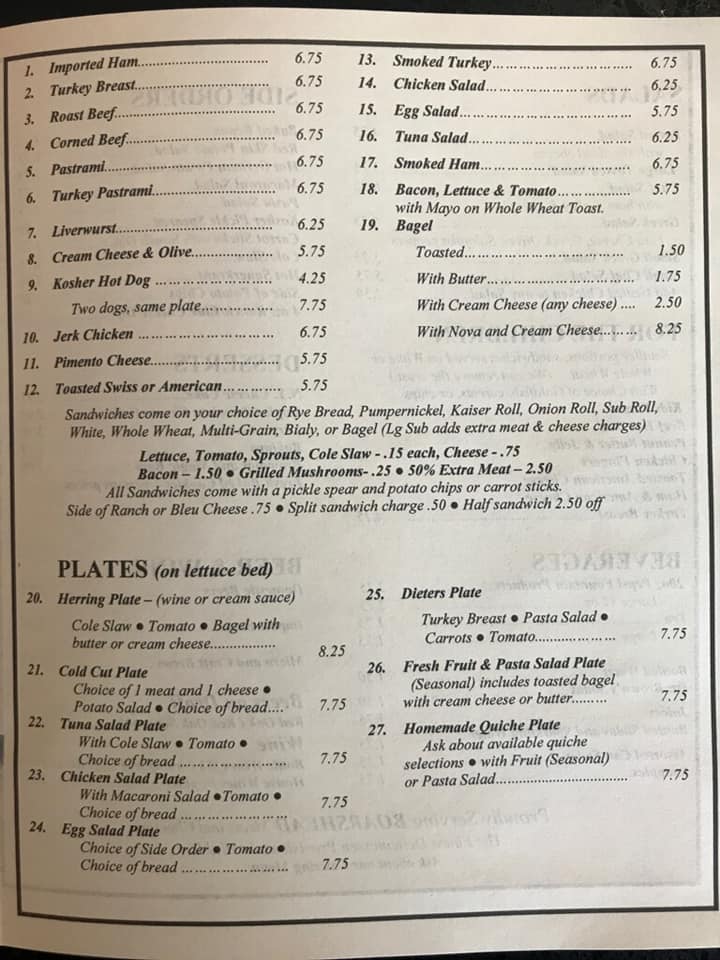 1. Imported Ham................................ 6.75
2. Turkey Breast................................ 6.75
3. Roast Beef..................................... 6.75
4. Corned Beef................................... 6.75
5. Pastrami........................................ 6.75
6. Turkey Pastrami............................ 6.75
7. Liverwurst..................................... 6.25
8. Cream Cheese & Olive.................. 5.75
9. Kosher Hot Dog ........................... 4.25
Two dogs, same plate................ 7.75
10. Jerk Chicken ............................... 6.75
11. Pimento Cheese............................. 5.75
12. Toasted Swiss or American............. 5.75
13. Smoked Turkey................................ 6.75
14. Chicken Salad................................. 6,25
15. Egg Salad....................................... 5.75
16. Tuna Salad..................................... 6.25
17. Smoked Ham.................................. 6.75
18. Bacon, Lettuce & Tomato................. 5.75
with Mayo on Whole Wheat Toast.
19. Bagel
Toasted.................................... 1.50
With Butter................................. 1.75
With Cream Cheese (any cheese) .... 2.50
With Nova and Cream Cheese........ 8.25
Sandwiches come on your choice of Rye Bread, Pumpernickel, Kaiser Roll, Onion Roll, Sub Roll,
White, Whole Wheat, Multi-Grain, Bialy, or Bagel (Lg Sub adds extra meat & cheese charges)
Lettuce, Tomato, Sprouts, Cole Slaw - .15 each, Cheese - .75
Bacon – 1.50 ● Grilled Mushrooms- .25 ● 50% Extra Meat – 2.50
All Sandwiches come with a pickle spear and potato chips or carrot sticks.
Side of Ranch or Bleu Cheese .75 ● Split sandwich charge .50 ● Half sandwich 2.50 off
PLATES (on lettuce bed)
20. Herring Plate – (wine or cream sauce)
Cole Slaw ● Tomato ● Bagel with
butter or cream cheese................. 8.25
21. Cold Cut Plate
Choice of 1 meat and 1 cheese ●
Potato Salad ● Choice of bread.... 7.75
22. Tuna Salad Plate
With Cole Slaw ● Tomato ●
Choice of bread ........................ 7.75
23. Chicken Salad Plate
With Macaroni Salad ●Tomato ● 7.75
Choice of bread ........................
24. Egg Salad Plate
Choice of Side Order ● Tomato ●
Choice of bread ........................ 7.75
25. Dieters Plate
Turkey Breast ● Pasta Salad ●
Carrots ● Tomato.................. 7.75
26. Fresh Fruit & Pasta Salad Plate
(Seasonal) includes toasted bagel
with cream cheese or butter......... 7.75
27. Homemade Quiche Plate
Ask about available quiche
selections ● with Fruit (Seasonal)
or Pasta Salad................................. 7.75